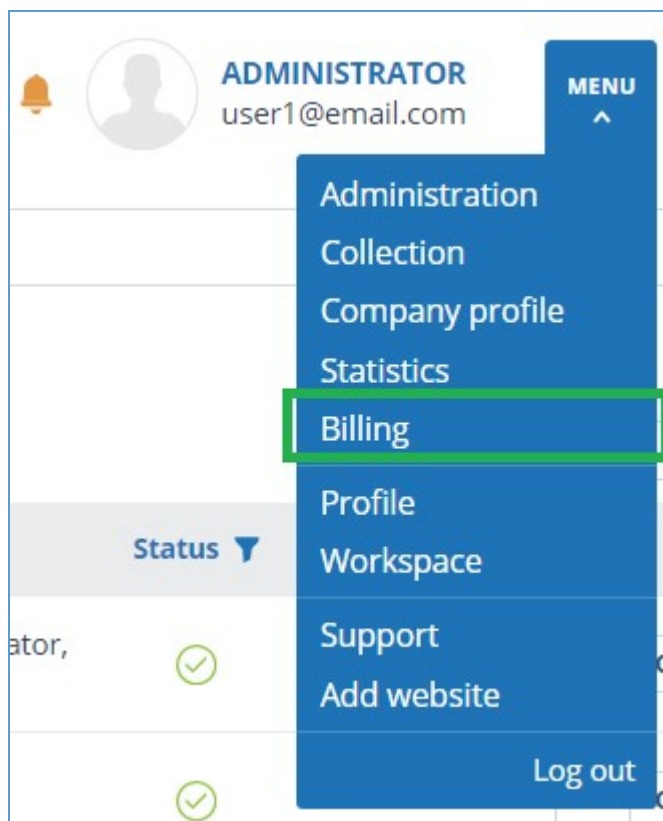 ADMINISTRATOR
user1@email.com
MENU
Administration
Collection
Company profile
Statistics
Billing
Profile
Status
Workspace
ator,
Support
Add website
Log out